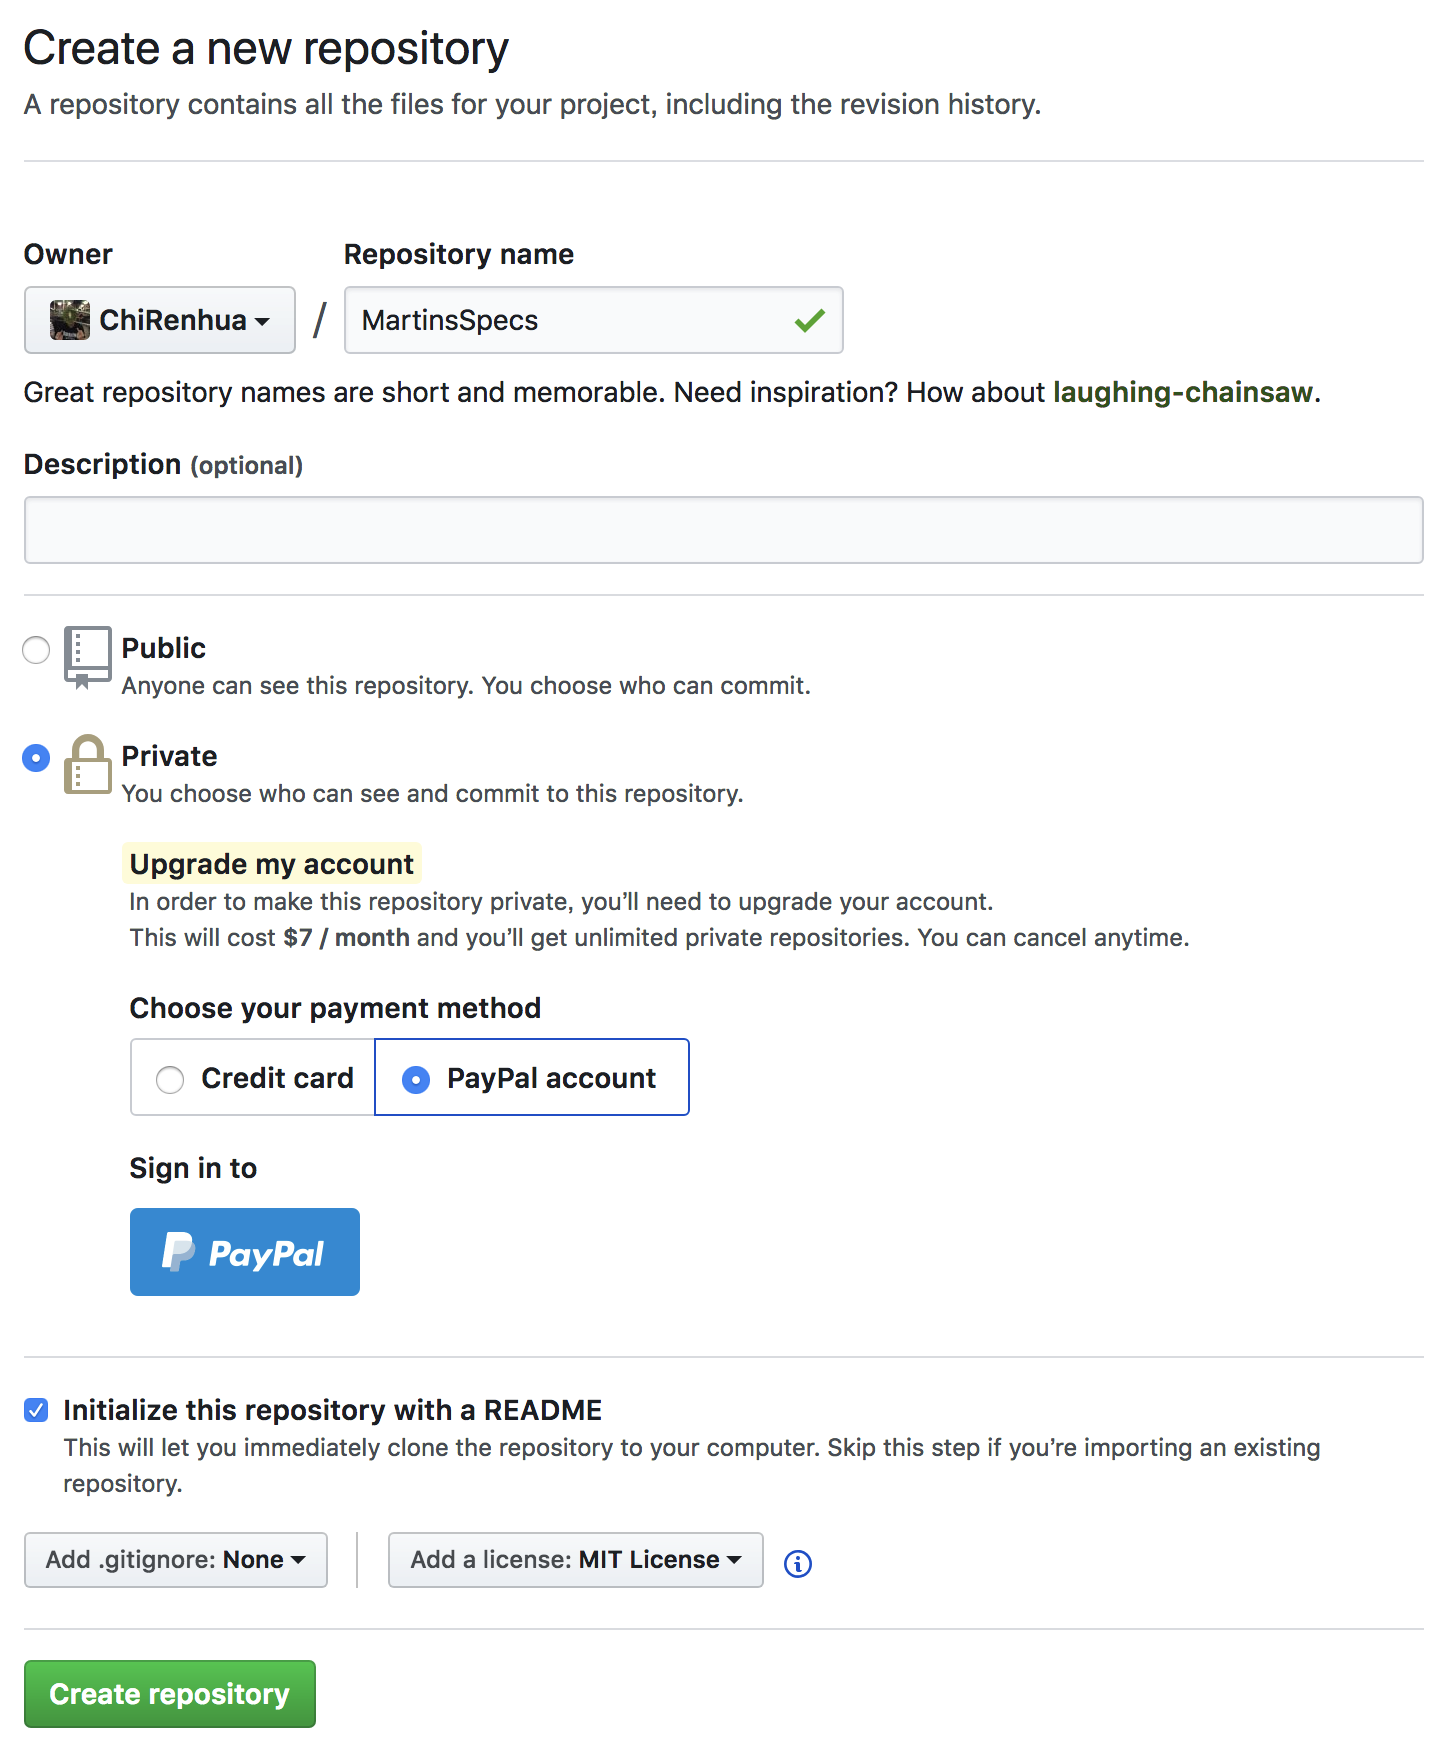 Create a new repository
A repository contains all the files for your project, including the revision history.
Owner
Repository name
ChiRenhua
/
MartinsSpecs
Great repository names are short and memorable. Need inspiration? How about laughing-chainsaw.
Description (optional)
Public
Anyone can see this repository. You choose who can commit.
Private
You choose who can see and commit to this repository.
Upgrade my account
In order to make this repository private, you’ll need to upgrade your account.
This will cost $7 / month and you’ll get unlimited private repositories. You can cancel anytime.
Choose your payment method
Credit card
PayPal account
Sign in to
PayPal
Initialize this repository with a README
This will let you immediately clone the repository to your computer. Skip this step if you’re importing an existing
repository.
Add .gitignore: None
Add a license: MIT License
Create repository